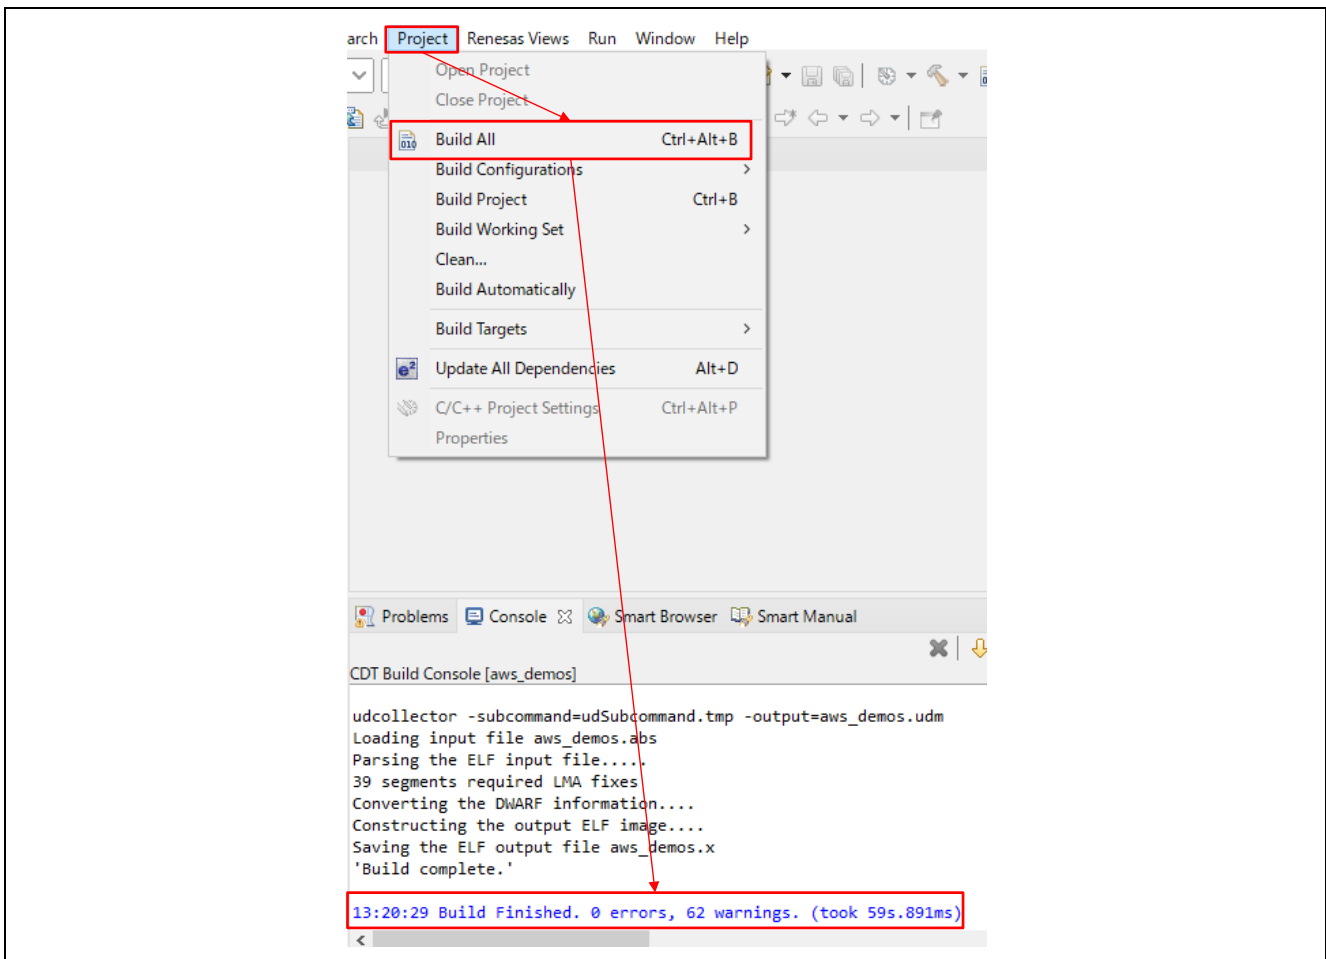 arch Project Renesas Views Run Window Help
Open Project
Close Project
Build All Ctrl+Alt+B
Build Configurations
Build Project Ctrl+B
Build Working Set
Clean...
Build Automatically
Build Targets
Update All Dependencies Alt+D
C/C++ Project Settings Ctrl+Alt+P
Properties
Problems Console Smart Browser Smart Manual
CDT Build Console [aws_demos]
udcollector -subcommand=udSubcommand.tmp -output=aws_demos.udm
Loading input file aws_demos.abs
Parsing the ELF input file.....
39 segments required LMA fixes
Converting the DWARF information....
Constructing the output ELF image....
Saving the ELF output file aws_demos.x
'Build complete.'
13:20:29 Build Finished. 0 errors, 62 warnings. (took 59s.891ms)